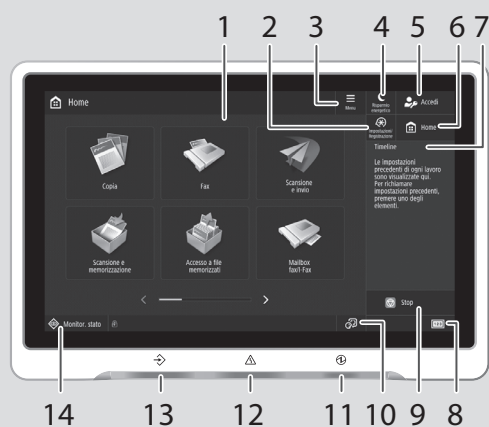 1
2
3
4
5
6
7
Home
Menu
Risparmio
energetico
Accedi
Impostazioni/
Registrazione
Home
Timeline
Le impostazioni
precedenti di ogni lavoro
sono visualizzate qui.
Per richiamare
impostazioni precedenti,
premere uno degli
elementi.
Copia
Fax
Scansione
e invio
Scansione e
memorizzazione
Accesso a file
memorizzati
Mailbox
fax/I-Fax
Stop
Monitor. stato
14
13
12
11
10
9
8